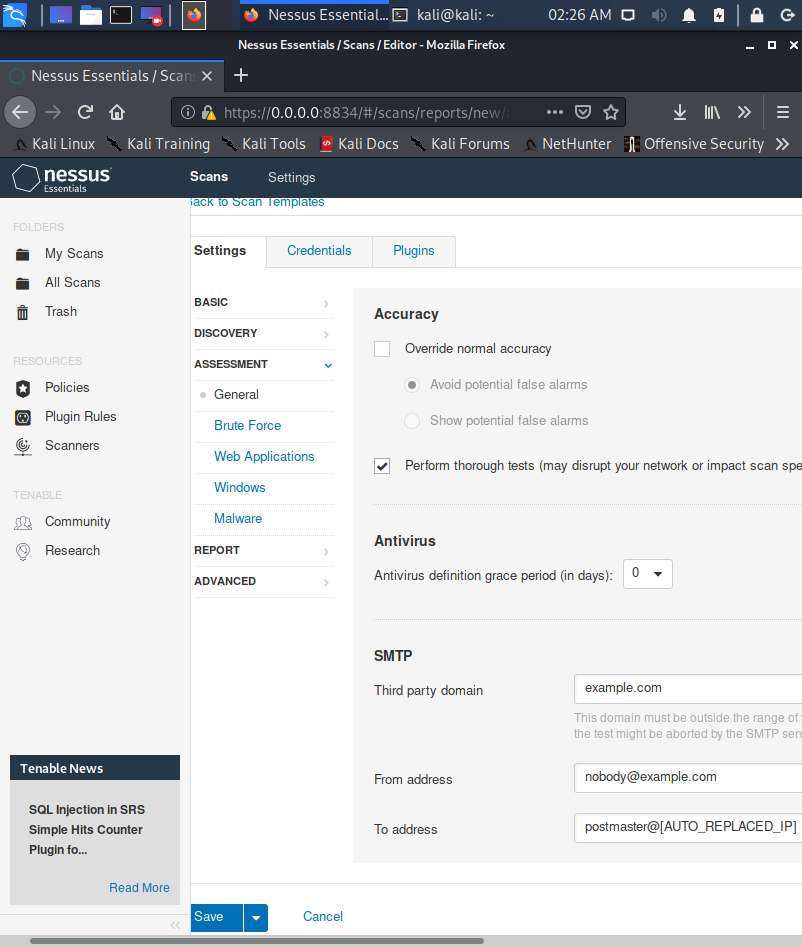 Nessus Essential...
kali@kali: ~
02:26 AM
Nessus Essentials / Scans / Editor - Mozilla Firefox
Nessus Essentials / Scans
https://0.0.0.0:8834/#/scans/reports/new/a
Kali Linux
Kali Training
Kali Tools
Kali Docs
Kali Forums
NetHunter
Offensive Security
nessus
Essentials
Scans
Settings
FOLDERS
My Scans
All Scans
Trash
RESOURCES
Policies
Plugin Rules
Scanners
TENABLE
Community
Research
Tenable News
SQL Injection in SRS
Simple Hits Counter
Plugin fo...
Read More
Back to Scan Templates
Settings
Credentials
Plugins
BASIC
DISCOVERY
ASSESSMENT
General
Brute Force
Web Applications
Windows
Malware
REPORT
ADVANCED
Accuracy
Override normal accuracy
Avoid potential false alarms
Show potential false alarms
Perform thorough tests (may disrupt your network or impact scan spe
Antivirus
Antivirus definition grace period (in days):
0
SMTP
Third party domain
example.com
This domain must be outside the range of
the test might be aborted by the SMTP serv
From address
nobody@example.com
To address
postmaster@[AUTO_REPLACED_IP]
Save
Cancel